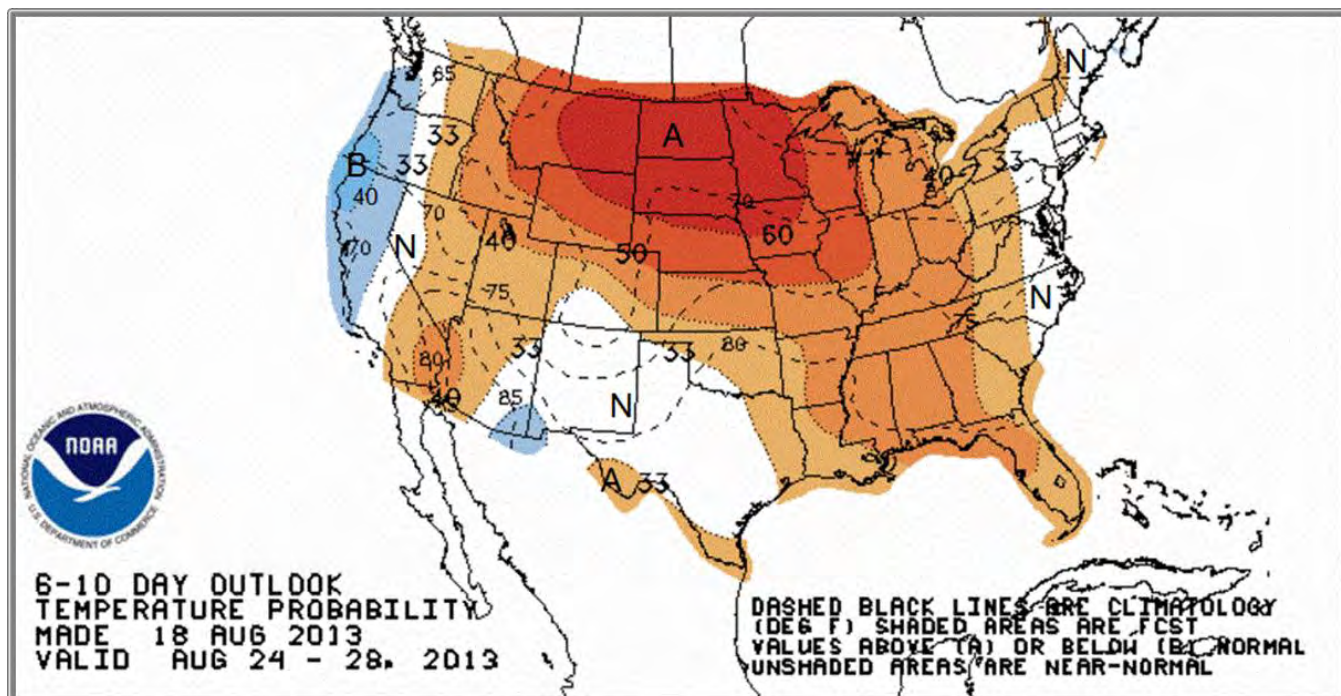 N
65
33
A
B
33
33
40
40
70
70
N
40
50
60
70
75
N
33
33
80
80
40
85
N
A
33
NATIONAL OCEANIC AND ATMOSPHERIC ADMINISTRATION
NOAA
U.S. DEPARTMENT OF COMMERCE
6-10 DAY OUTLOOK
TEMPERATURE PROBABILITY
MADE 18 AUG 2013
VALID AUG 24 - 28, 2013
DASHED BLACK LINES ARE CLIMATOLOGY
(DEG F) SHADED AREAS ARE FCST
VALUES ABOVE (A) OR BELOW (B) NORMAL
UNSHADED AREAS ARE NEAR-NORMAL